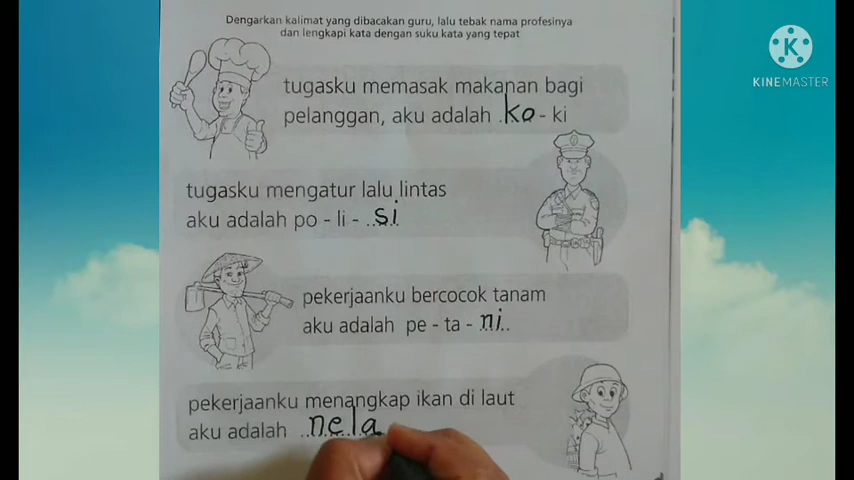 Dengarkan kalimat yang dibacakan guru, lalu tebak nama profesinya
dan lengkapi kata dengan suku kata yang tepat
KINEMASTER
tugasku memasak makanan bagi
pelanggan, aku adalah ko - ki
tugasku mengatur lalu lintas
aku adalah po - li - si
pekerjaanku bercocok tanam
aku adalah pe - ta - ni
pekerjaanku menangkap ikan di laut
aku adalah nela